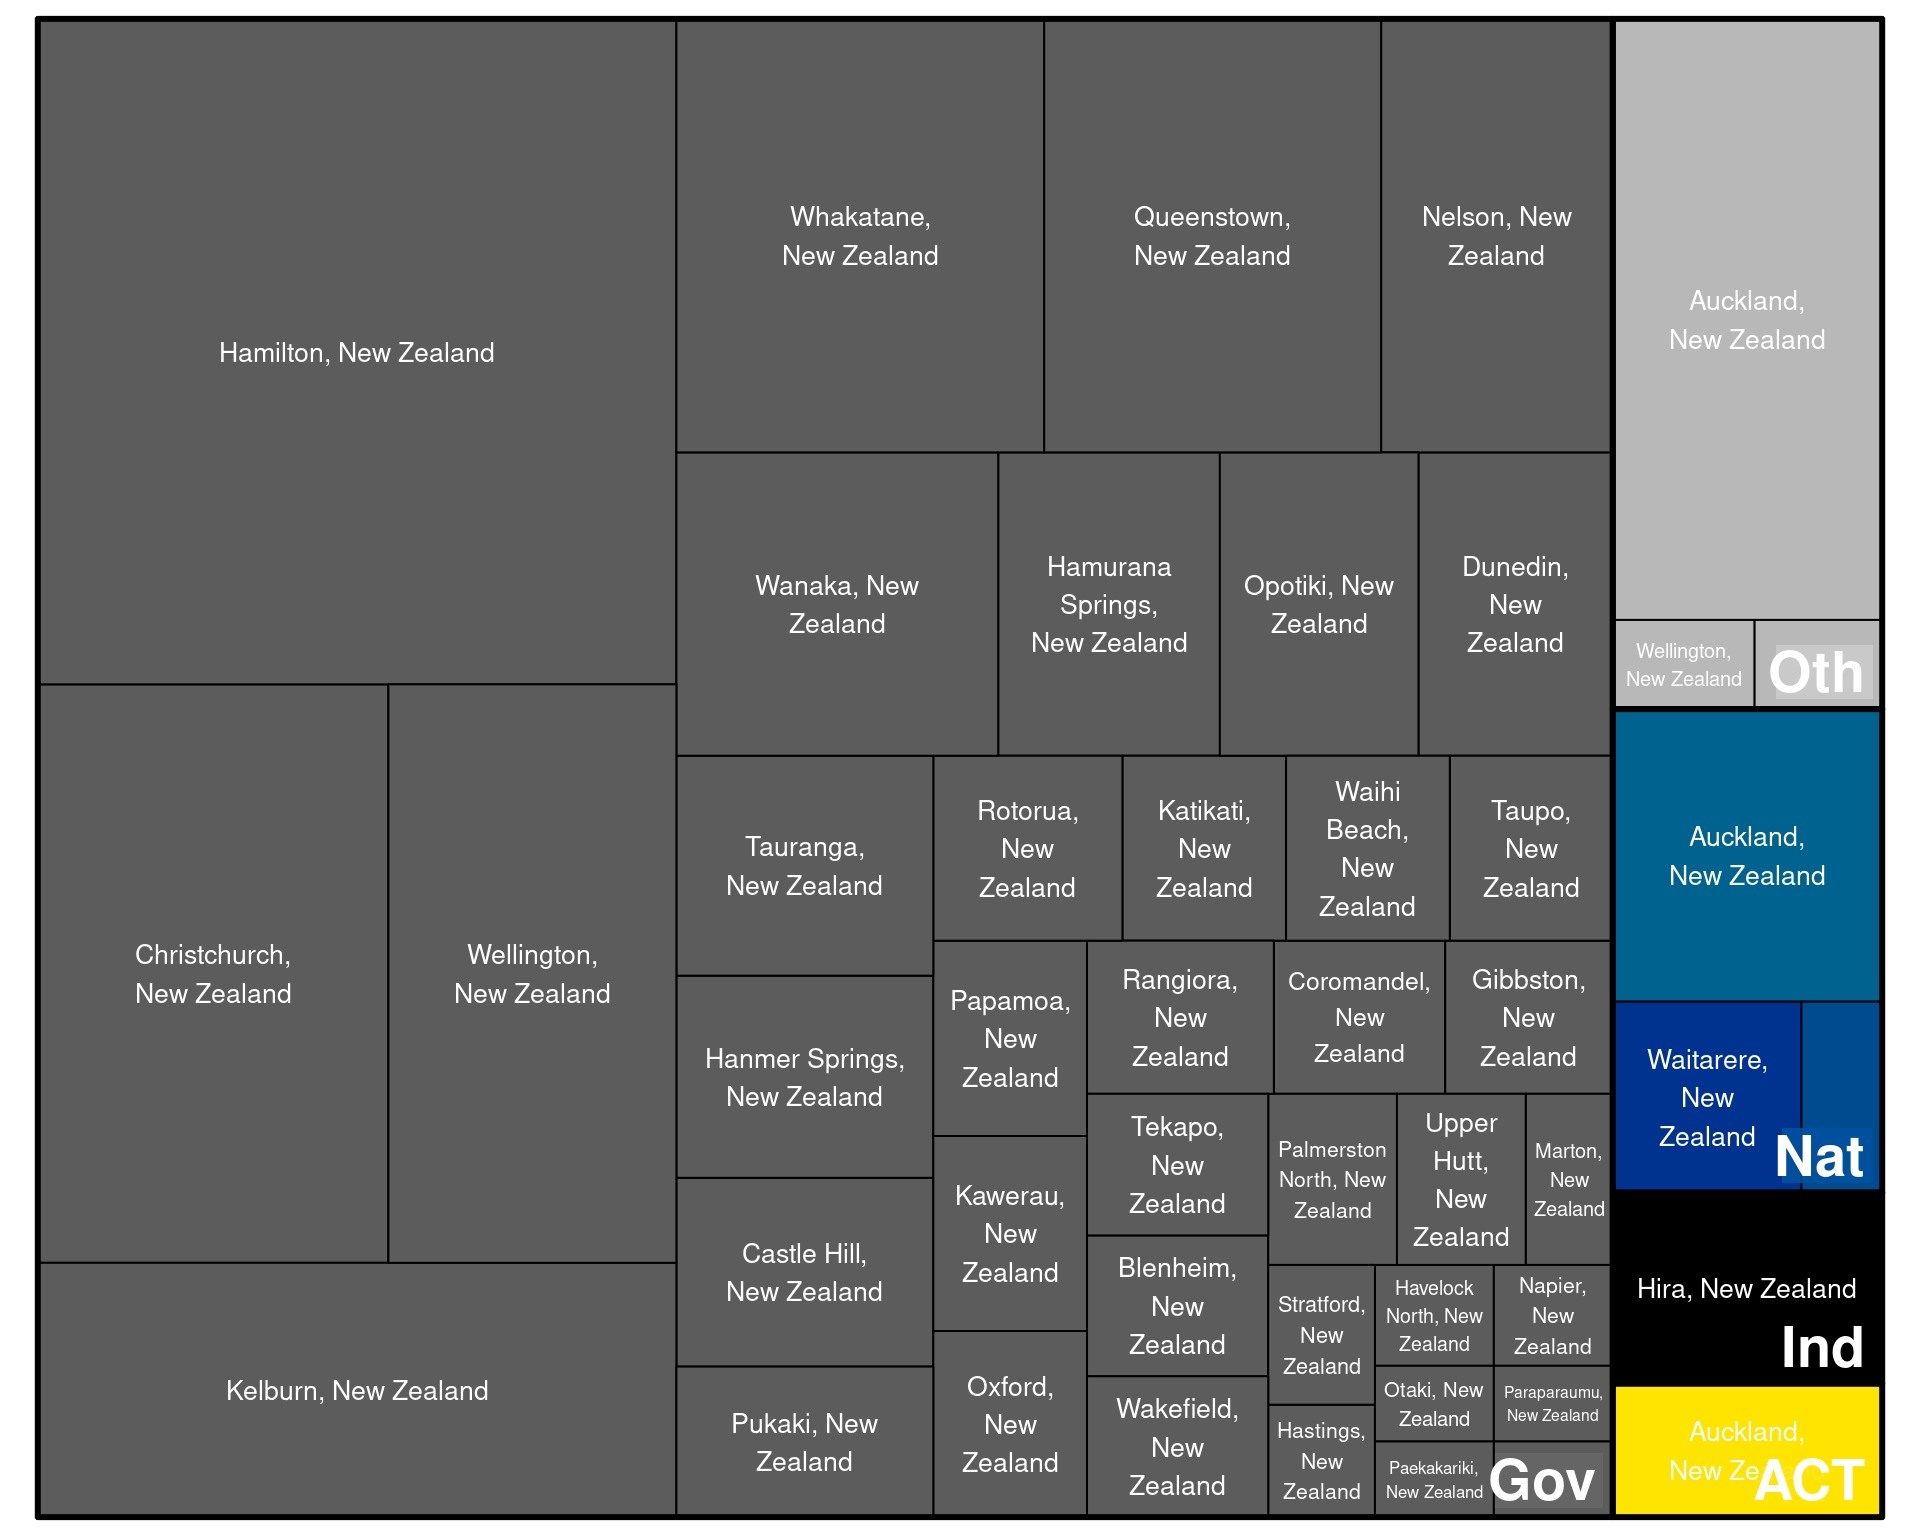 Hamilton, New Zealand
Christchurch,
New Zealand
Wellington,
New Zealand
Kelburn, New Zealand
Whakatane,
New Zealand
Queenstown,
New Zealand
Nelson, New
Zealand
Wanaka, New
Zealand
Hamurana
Springs,
New Zealand
Opotiki, New
Zealand
Dunedin,
New
Zealand
Tauranga,
New Zealand
Hanmer Springs,
New Zealand
Castle Hill,
New Zealand
Pukaki, New
Zealand
Rotorua,
New
Zealand
Katikati,
New
Zealand
Waihi
Beach,
New
Zealand
Taupo,
New
Zealand
Papamoa,
New
Zealand
Kawerau,
New
Zealand
Oxford,
New
Zealand
Rangiora,
New
Zealand
Coromandel,
New
Zealand
Gibbston,
New
Zealand
Tekapo,
New
Zealand
Blenheim,
New
Zealand
Wakefield,
New
Zealand
Palmerston
North, New
Zealand
Upper
Hutt,
New
Zealand
Marton,
New
Zealand
Stratford,
New
Zealand
Hastings,
New
Zealand
Havelock
North, New
Zealand
Napier,
New
Zealand
Otaki, New
Zealand
Paraparaumu,
New Zealand
Paekakariki,
New Zealand
Gov
Auckland,
New Zealand
Wellington,
New Zealand
Oth
Auckland,
New Zealand
Waitarere,
New
Zealand
Nat
Hira, New Zealand
Ind
Auckland,
New
ACT